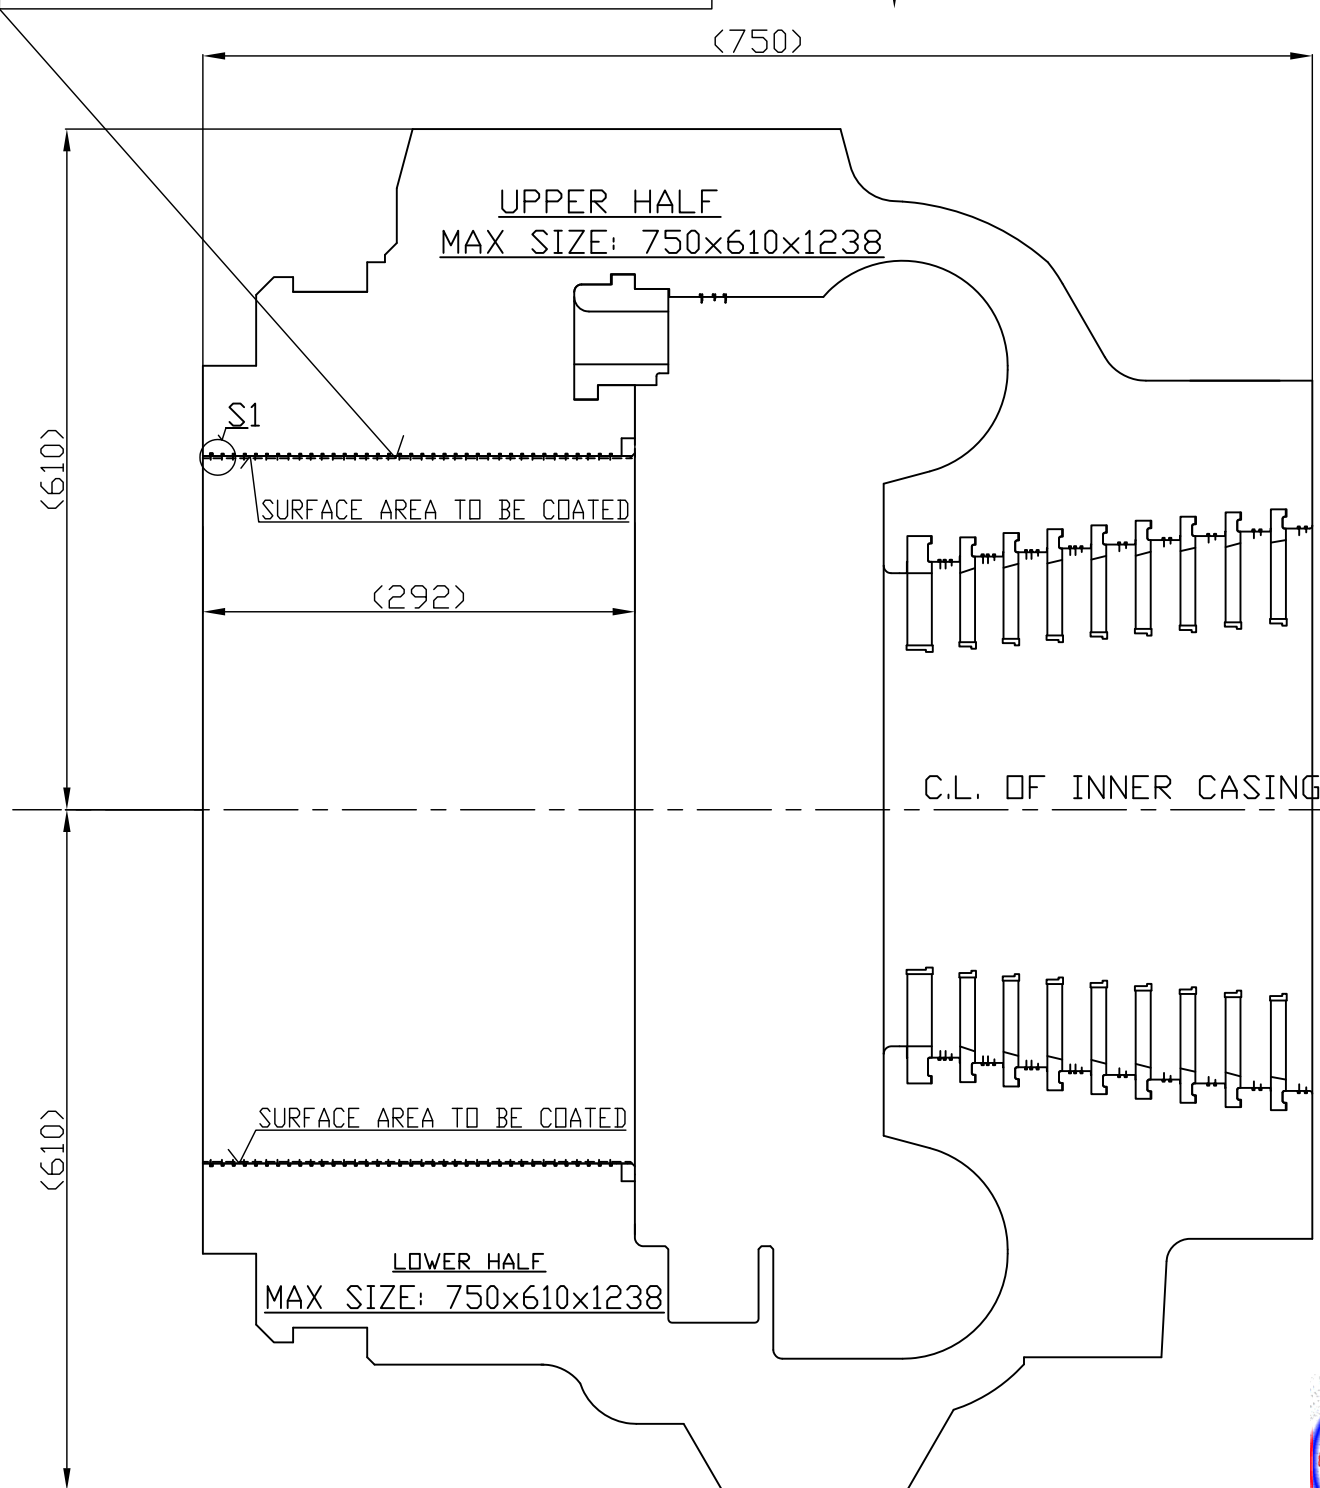 (750)
UPPER HALF
MAX SIZE: 750x610x1238
S1
(610)
SURFACE AREA TO BE COATED
(292)
C.L. OF INNER CASING
SURFACE AREA TO BE COATED
(610)
LOWER HALF
MAX SIZE: 750x610x1238